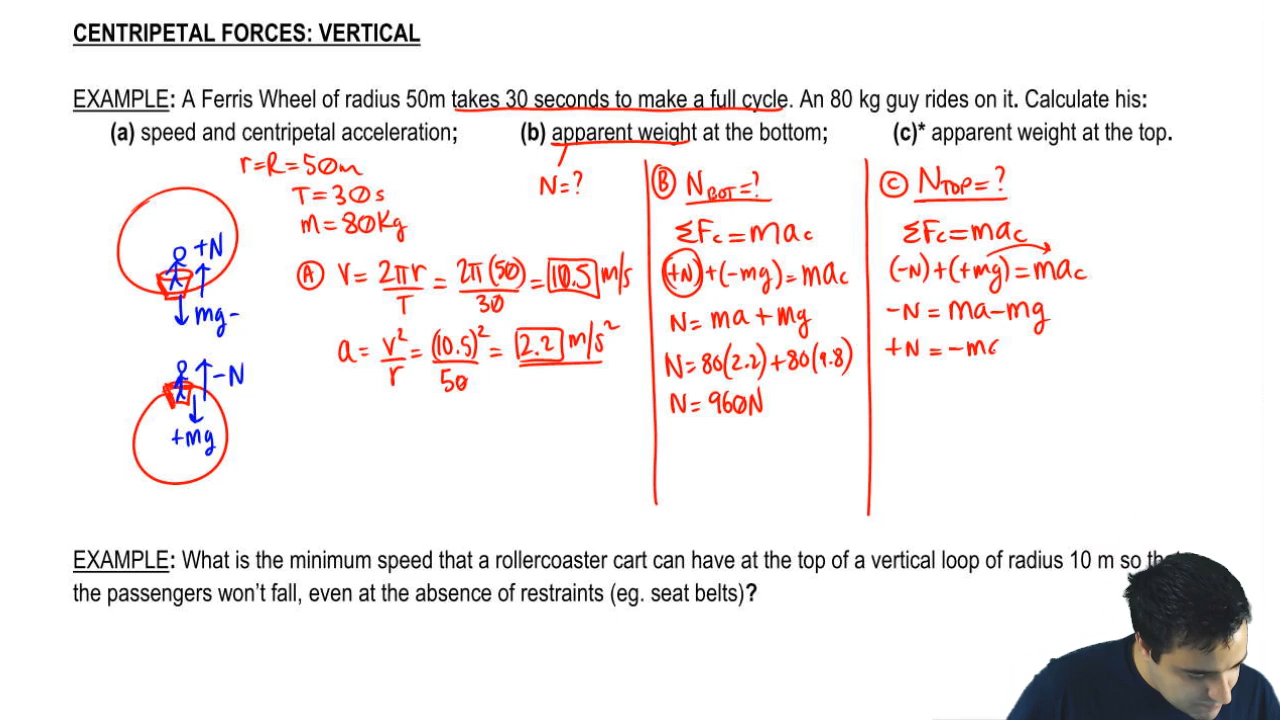 CENTRIPETAL FORCES: VERTICAL
EXAMPLE: A Ferris Wheel of radius 50m takes 30 seconds to make a full cycle. An 80 kg guy rides on it. Calculate his:
(a) speed and centripetal acceleration; (b) apparent weight at the bottom; (c)* apparent weight at the top.
r=R=50m
T=30s
m=80Kg
N=?
+N
mg-
-N
+mg
(A) v = 2πr/T = 2π(50)/30 = 10.5 m/s
a = v²/r = (10.5)²/50 = 2.2 m/s²
(B) N_BOT=?
ΣFc=mac
(+N)+(-mg)=mac
N=ma+mg
N=80(2.2)+80(9.8)
N=960N
(C) N_TOP=?
ΣFc=mac
(-N)+(+mg)=mac
-N=ma-mg
+N=-m
EXAMPLE: What is the minimum speed that a rollercoaster cart can have at the top of a vertical loop of radius 10 m so
the passengers won't fall, even at the absence of restraints (eg. seat belts)?